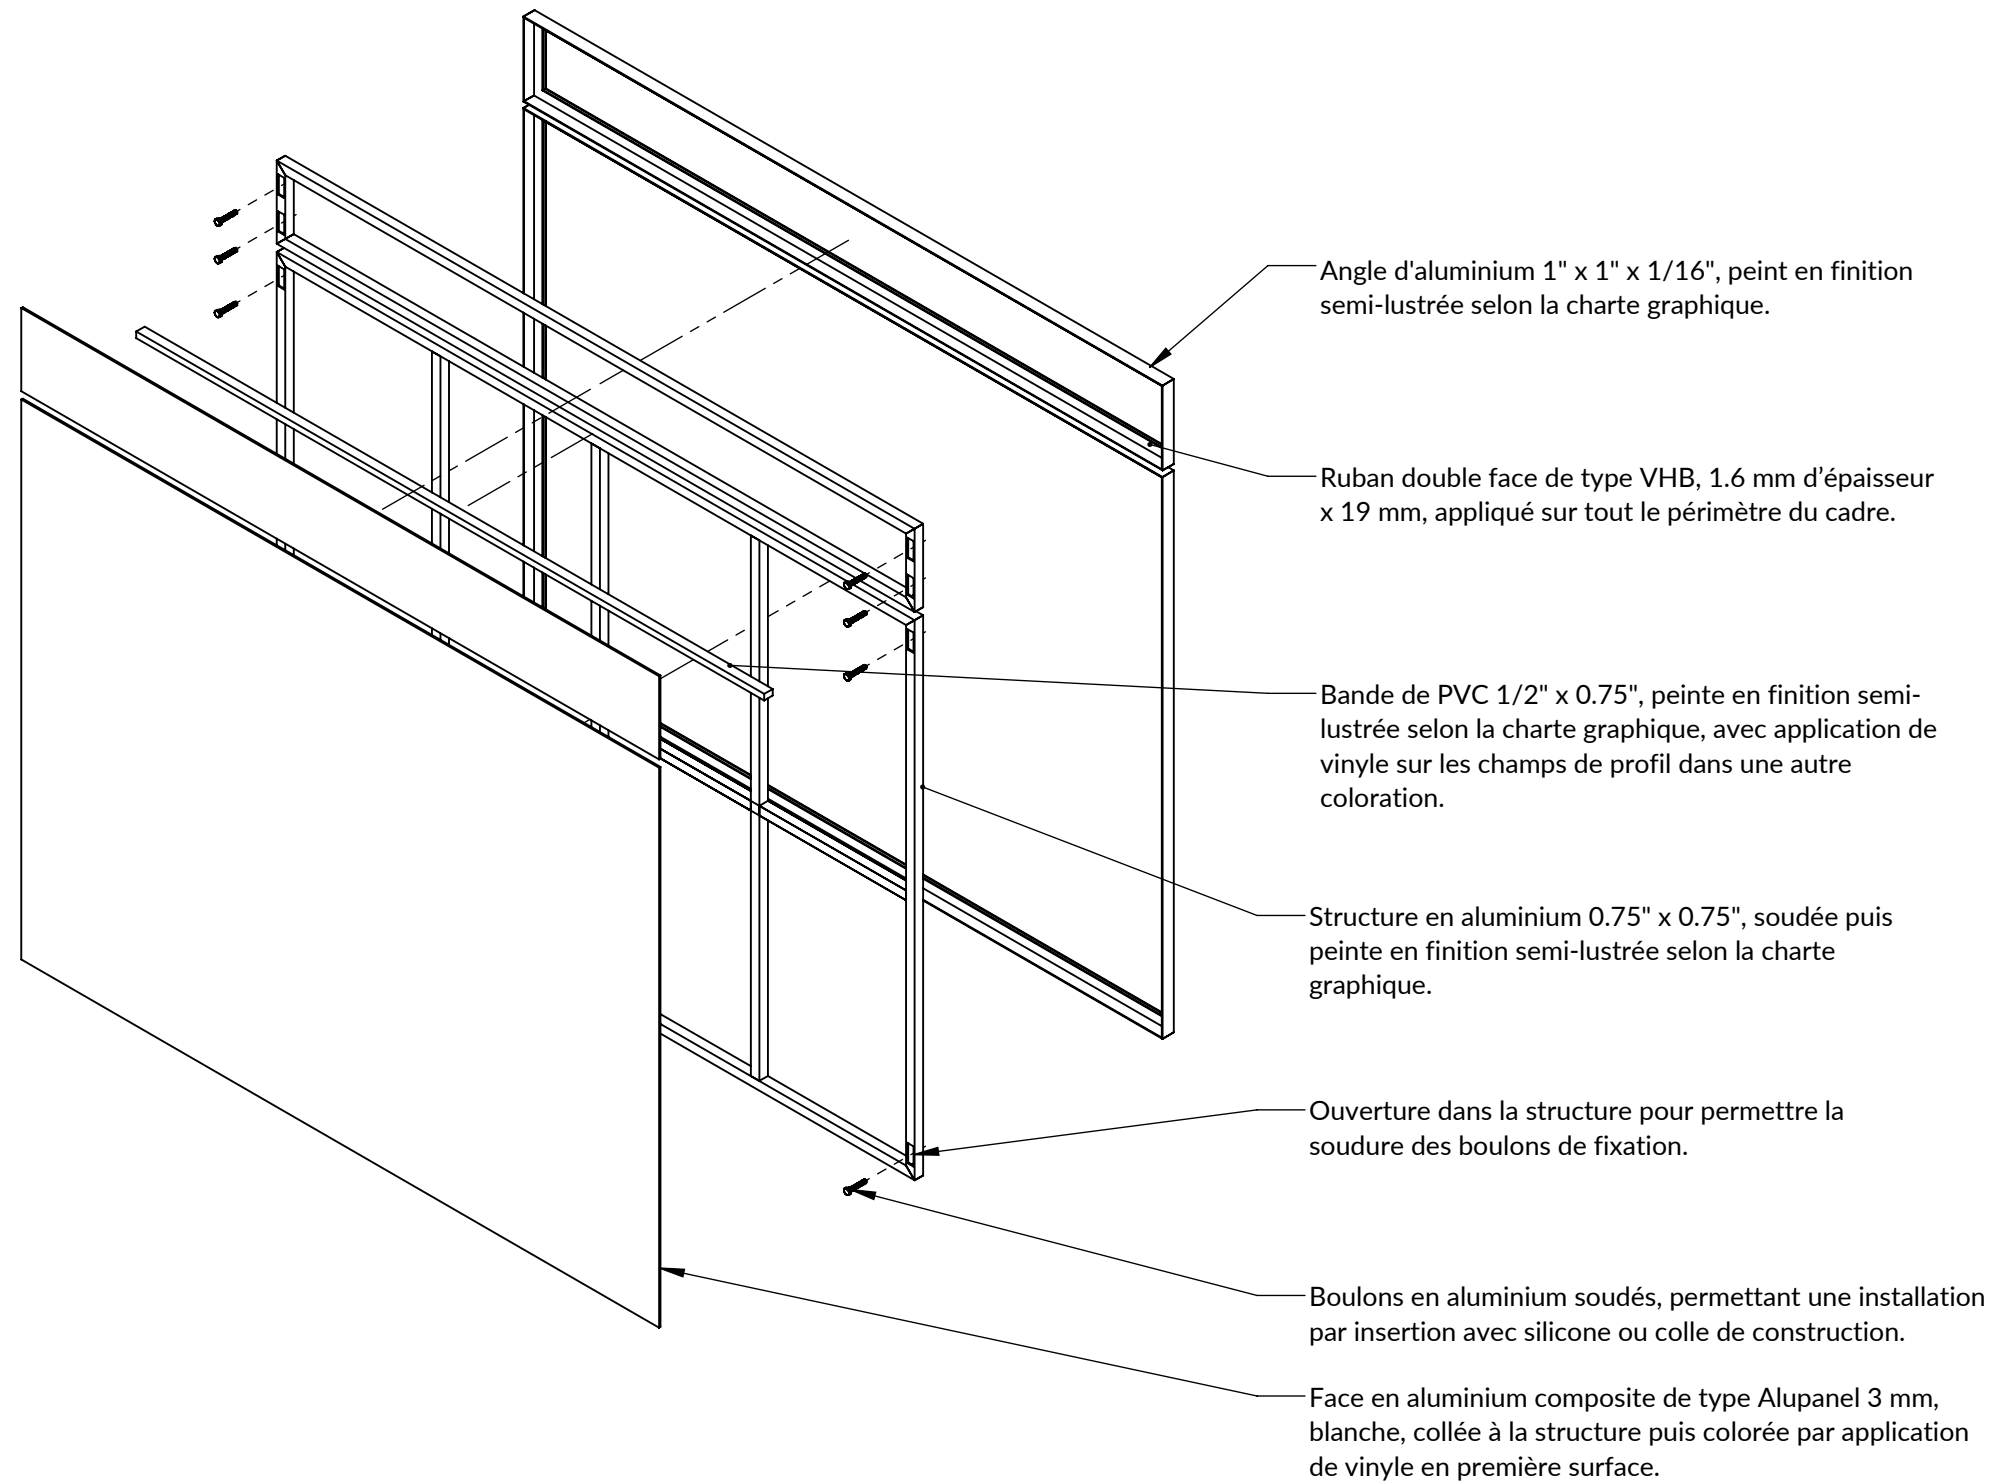 Angle d'aluminium 1" x 1" x 1/16", peint en finition
semi-lustrée selon la charte graphique.
Ruban double face de type VHB, 1.6 mm d’épaisseur
x 19 mm, appliqué sur tout le périmètre du cadre.
Bande de PVC 1/2" x 0.75", peinte en finition semi-
lustrée selon la charte graphique, avec application de
vinyle sur les champs de profil dans une autre
coloration.
Structure en aluminium 0.75" x 0.75", soudée puis
peinte en finition semi-lustrée selon la charte
graphique.
Ouverture dans la structure pour permettre la
soudure des boulons de fixation.
Boulons en aluminium soudés, permettant une installation
par insertion avec silicone ou colle de construction.
Face en aluminium composite de type Alupanel 3 mm,
blanche, collée à la structure puis colorée par application
de vinyle en première surface.